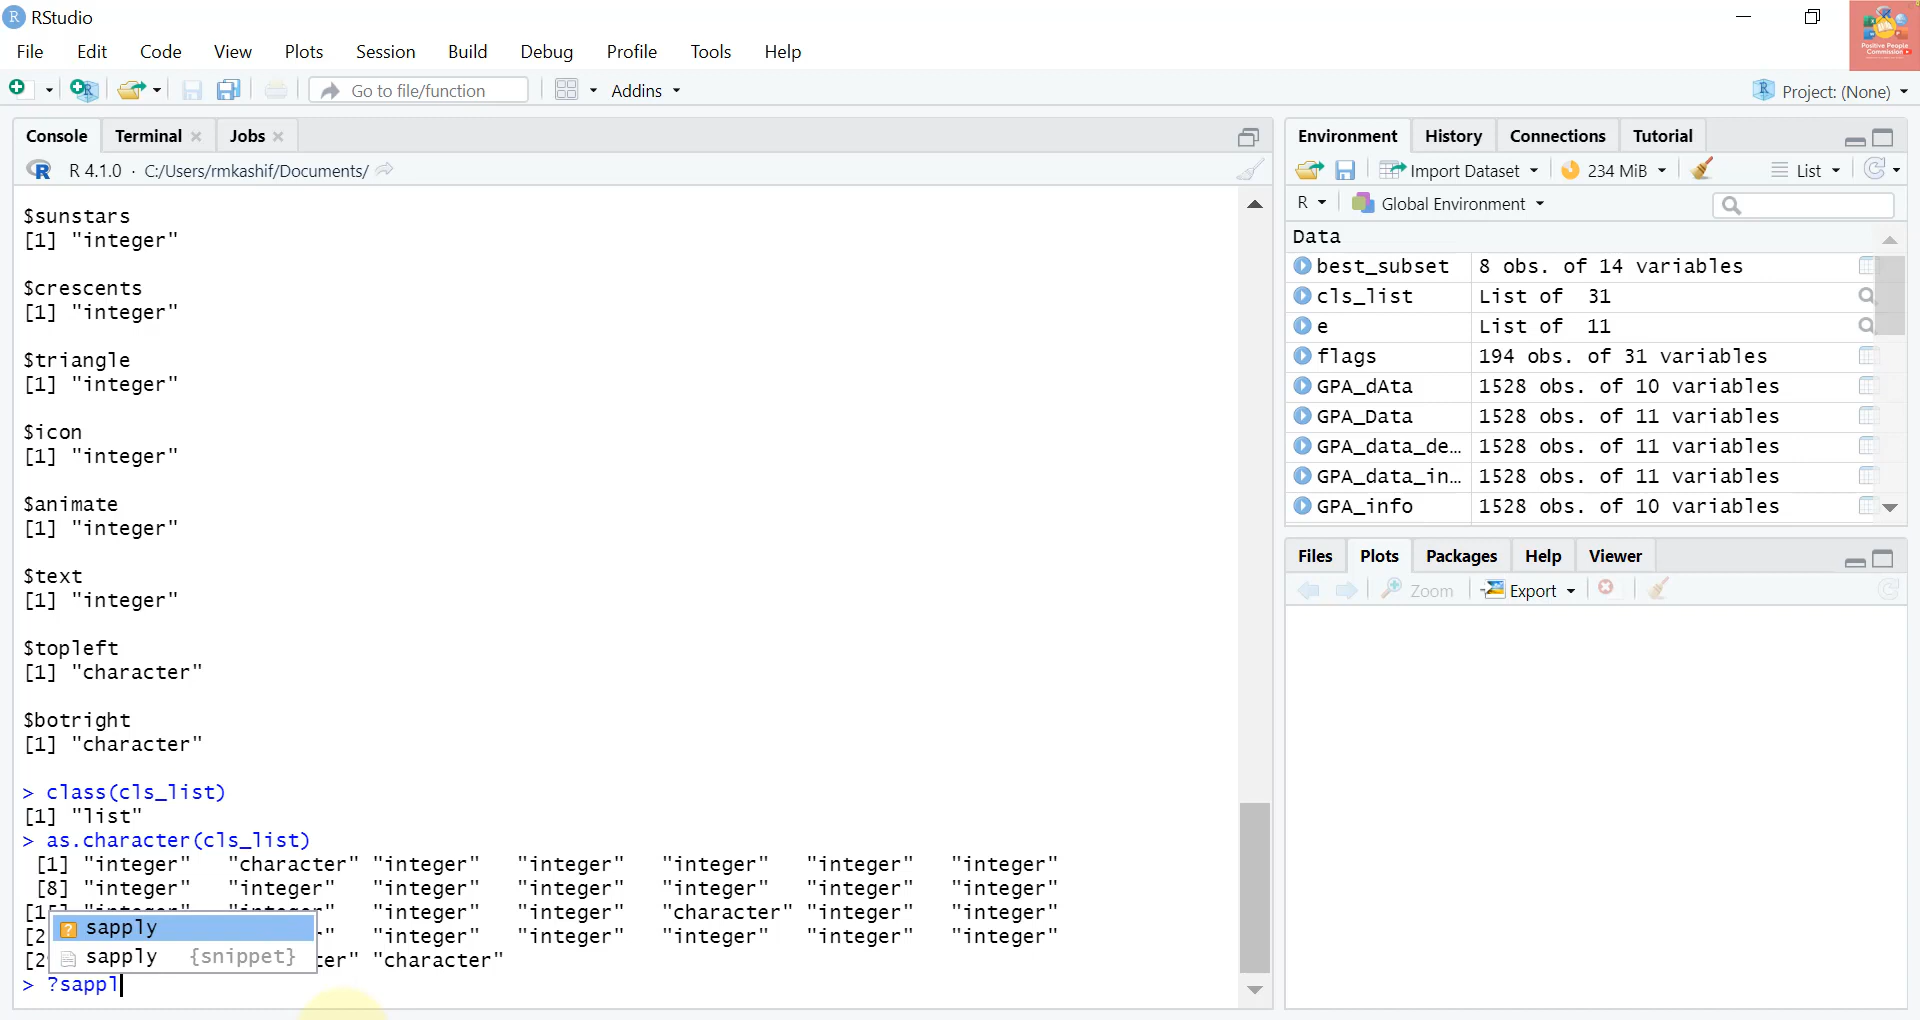 RStudio
File Edit Code View Plots Session Build Debug Profile Tools Help
Positive People
Commission
Go to file/function Addins Project: (None)
Console Terminal Jobs
R 4.1.0 · C:/Users/rmkashif/Documents/
$sunstars
[1] "integer"
$crescents
[1] "integer"
$triangle
[1] "integer"
$icon
[1] "integer"
$animate
[1] "integer"
$text
[1] "integer"
$topleft
[1] "character"
$botright
[1] "character"
> class(cls_list)
[1] "list"
> as.character(cls_list)
[1] "integer" "character" "integer" "integer" "integer" "integer" "integer"
[8] "integer" "integer" "integer" "integer" "integer" "integer" "integer"
"integer" "integer" "character" "integer" "integer"
"integer" "integer" "integer" "integer" "integer"
"character"
sapply
sapply {snippet}
> ?sappl
Environment History Connections Tutorial
Import Dataset 234 MiB List
R Global Environment
Data
best_subset 8 obs. of 14 variables
cls_list List of 31
e List of 11
flags 194 obs. of 31 variables
GPA_dAta 1528 obs. of 10 variables
GPA_Data 1528 obs. of 11 variables
GPA_data_de… 1528 obs. of 11 variables
GPA_data_in… 1528 obs. of 11 variables
GPA_info 1528 obs. of 10 variables
Files Plots Packages Help Viewer
Zoom Export